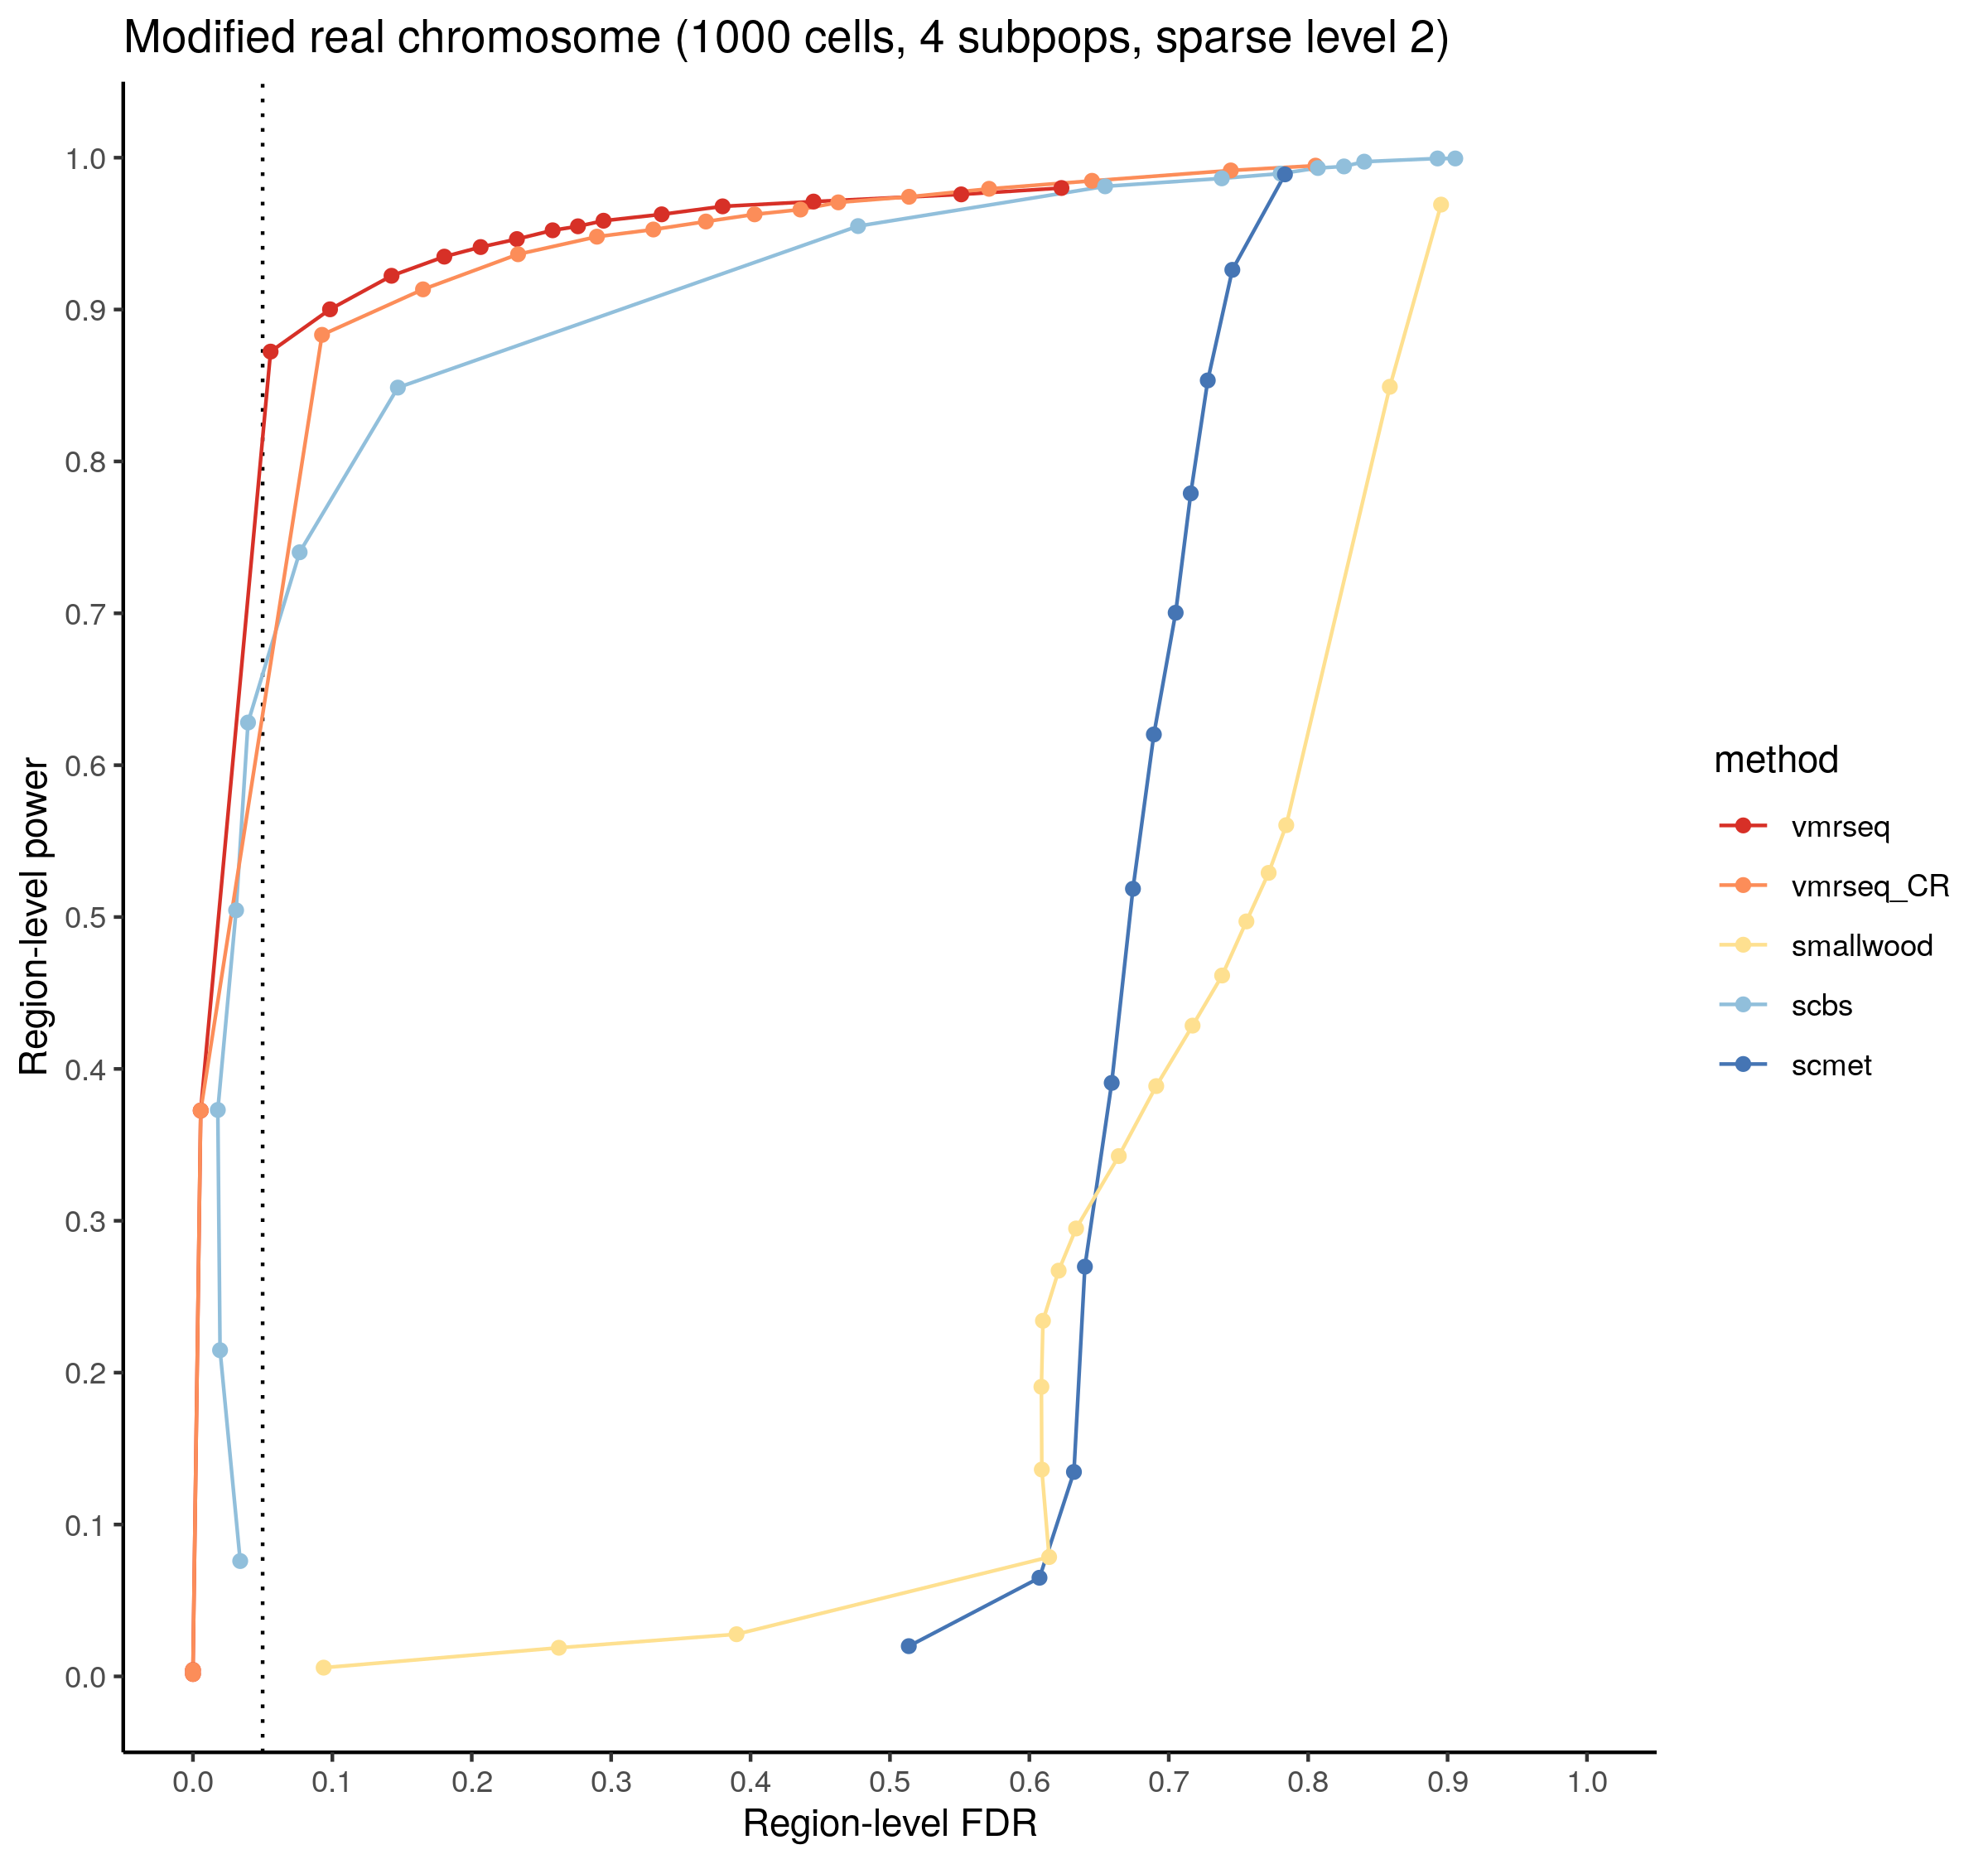 Modified real chromosome (1000 cells, 4 subpops, sparse level 2)
Region-level power
1.0
0.9
0.8
0.7
0.6
0.5
0.4
0.3
0.2
0.1
0.0
0.0 0.1 0.2 0.3 0.4 0.5 0.6 0.7 0.8 0.9 1.0
Region-level FDR
method
vmrseq
vmrseq_CR
smallwood
scbs
scmet